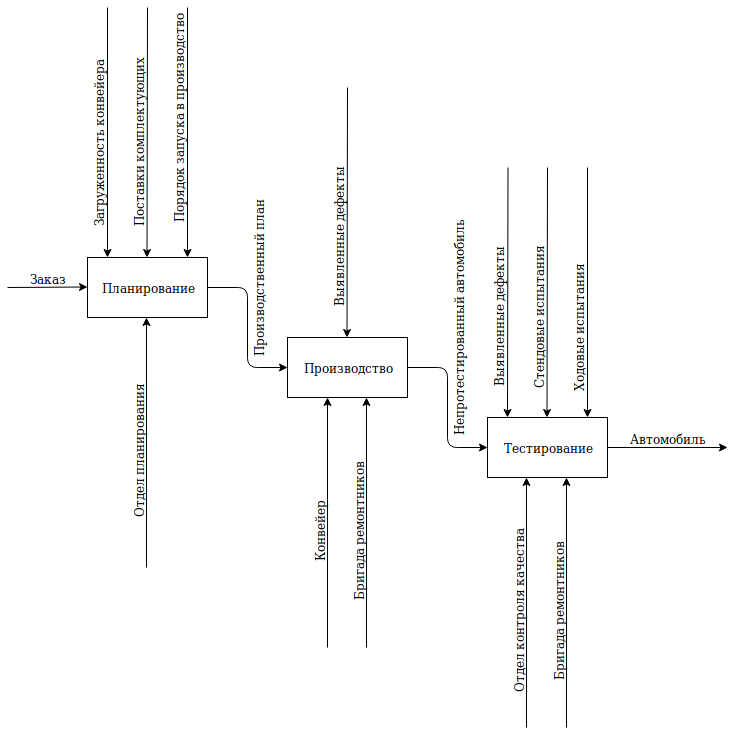 Загруженность конвейера
Поставки комплектующих
Порядок запуска в производство
Заказ
Планирование
Отдел планирования
Производственный план
Выявленные дефекты
Производство
Конвейер
Бригада ремонтников
Непротестированный автомобиль
Выявленные дефекты
Стендовые испытания
Ходовые испытания
Тестирование
Автомобиль
Отдел контроля качества
Бригада ремонтников